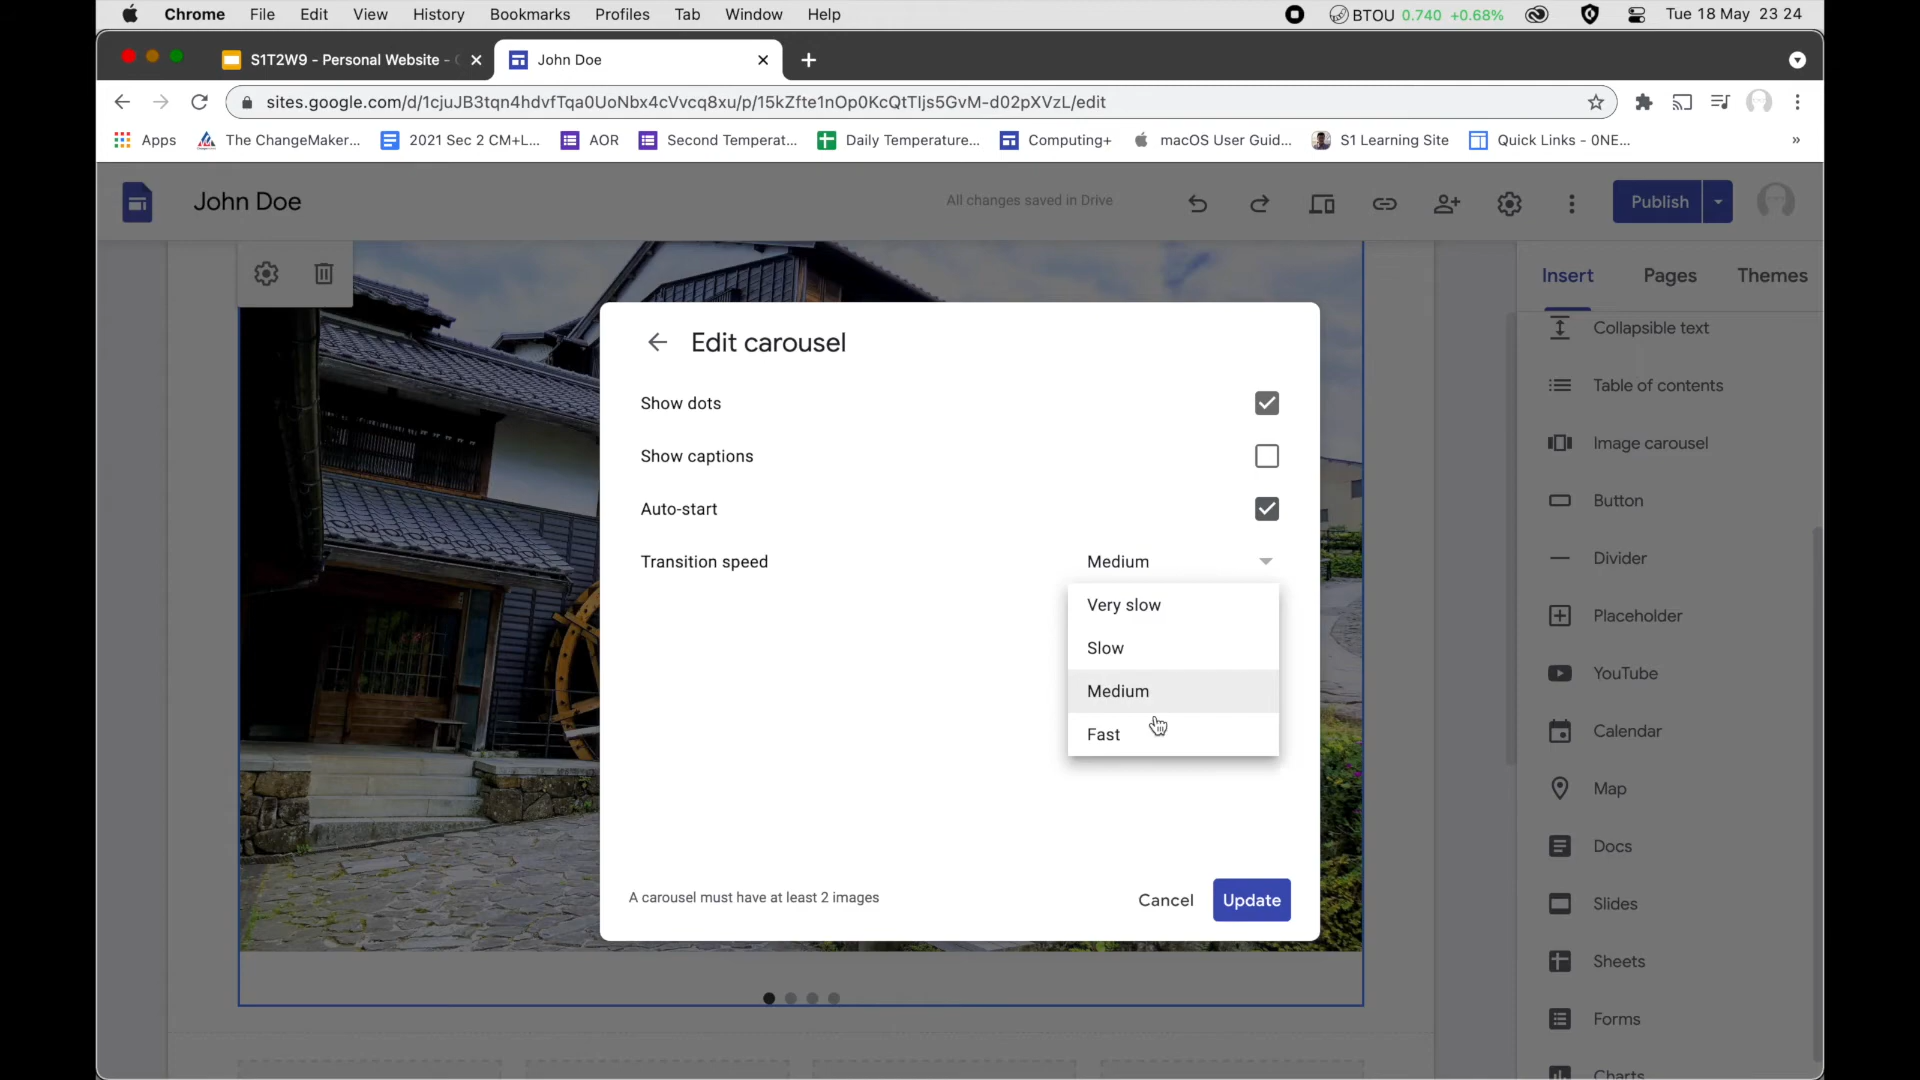 Chrome File Edit View History Bookmarks Profiles Tab Window Help BTOU 0.740 +0.68% Tue 18 May 23 24
S1T2W9 - Personal Website - John Doe
sites.google.com/d/1cjuJB3tqn4hdvfTqa0UoNbx4cVvcq8xu/p/15kZfte1nOp0KcQtTIjs5GvM-d02pXVzL/edit
Apps The ChangeMaker... 2021 Sec 2 CM+L... AOR Second Temperat... Daily Temperature... Computing+ macOS User Guid... S1 Learning Site Quick Links - 0NE... »
John Doe All changes saved in Drive Publish
Insert Pages Themes
Collapsible text
Table of contents
Image carousel
Button
Divider
Placeholder
YouTube
Calendar
Map
Docs
Slides
Sheets
Forms
Charts
Edit carousel
Show dots
Show captions
Auto-start
Transition speed Medium
Very slow
Slow
Medium
Fast
A carousel must have at least 2 images Cancel Update